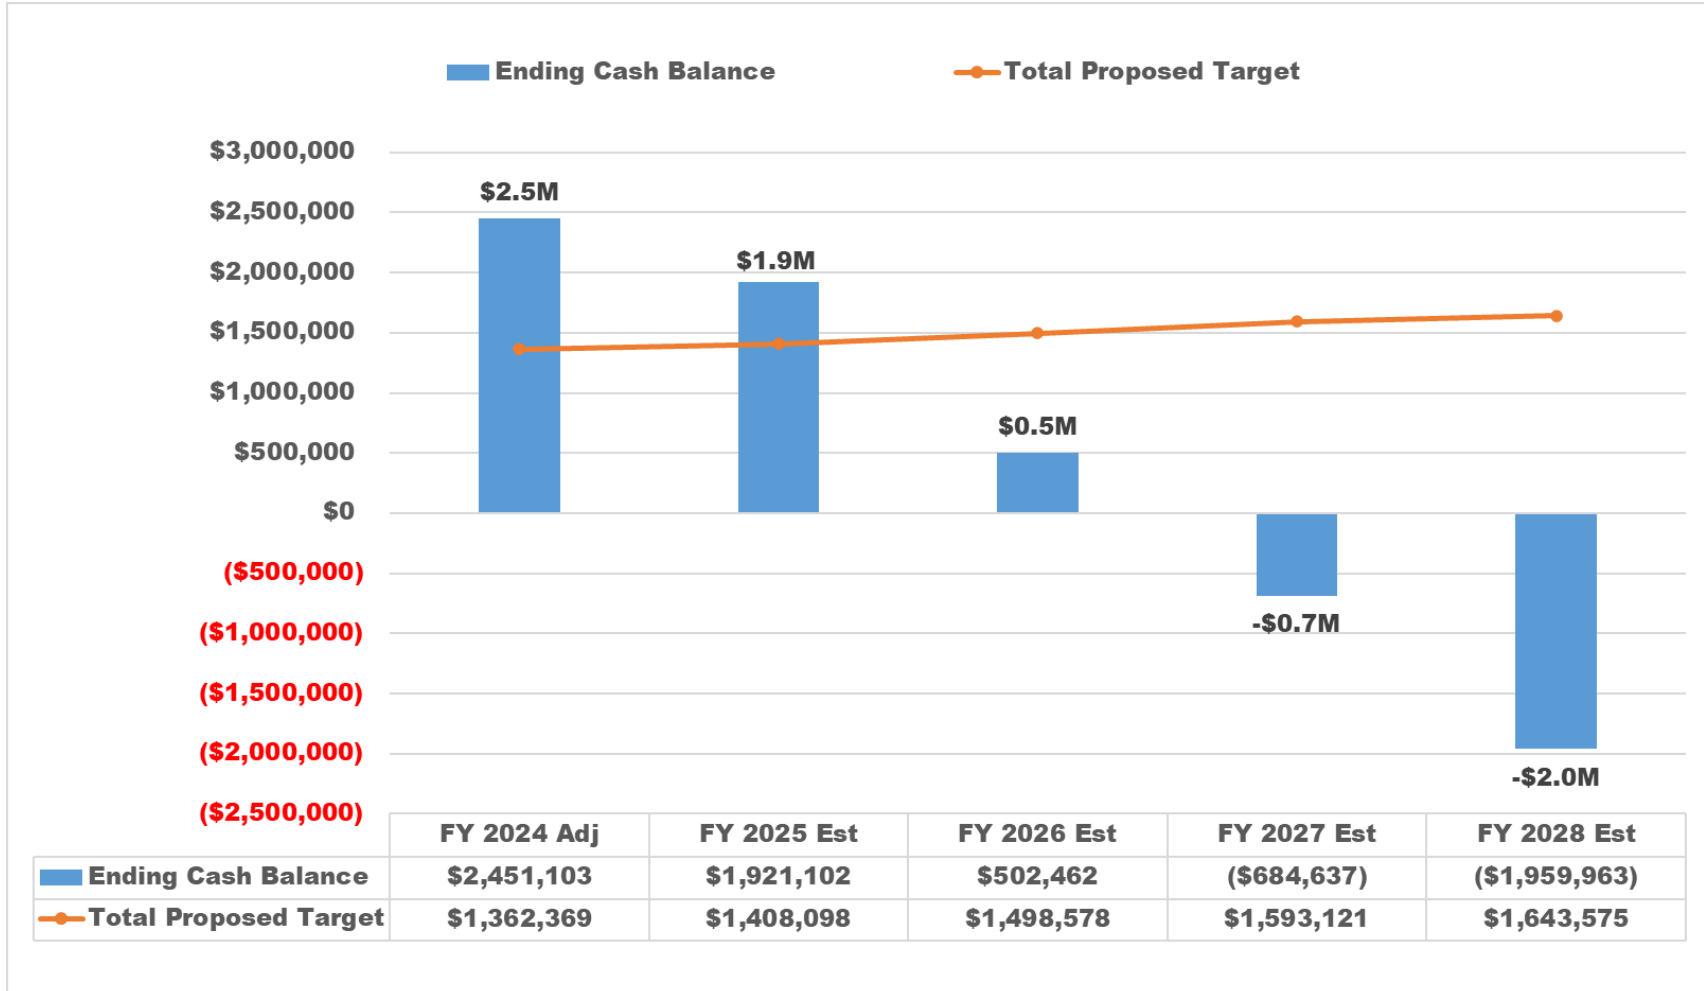 Ending Cash Balance Total Proposed Target
$3,000,000
$2.5M
$2,500,000
$1.9M
$2,000,000
$1,500,000
$1,000,000
$0.5M
$500,000
$0
($500,000)
-$0.7M
($1,000,000)
($1,500,000)
($2,000,000)
-$2.0M
($2,500,000)
FY 2024 Adj FY 2025 Est FY 2026 Est FY 2027 Est FY 2028 Est
Ending Cash Balance $2,451,103 $1,921,102 $502,462 ($684,637) ($1,959,963)
Total Proposed Target $1,362,369 $1,408,098 $1,498,578 $1,593,121 $1,643,575